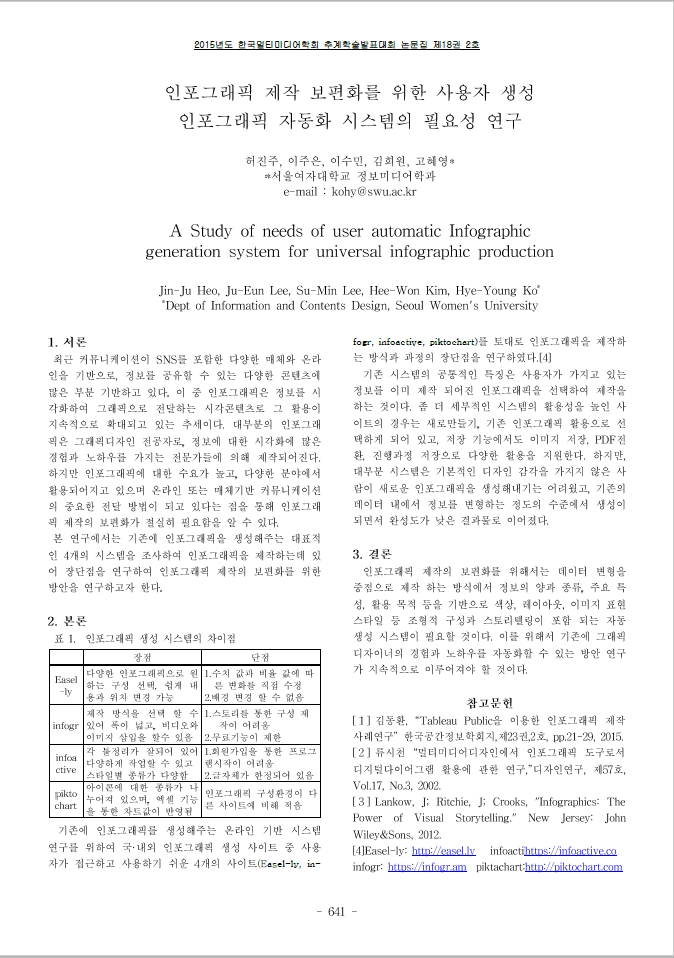 2015년도 한국멀티미디어학회 추계학술발표대회 논문집 제18권 2호
인포그래픽 제작 보편화를 위한 사용자 생성
인포그래픽 자동화 시스템의 필요성 연구
허진주, 이주은, 이수민, 김희원, 고혜영*
*서울여자대학교 정보미디어학과
e-mail : kohy@swu.ac.kr
A Study of needs of user automatic Infographic
generation system for universal infographic production
Jin-Ju Heo, Ju-Eun Lee, Su-Min Lee, Hee-Won Kim, Hye-Young Ko*
*Dept of Information and Contents Design, Seoul Women's University
1. 서론
최근 커뮤니케이션이 SNS를 포함한 다양한 매체와 온라
인을 기반으로, 정보를 공유할 수 있는 다양한 콘텐츠에
많은 부분 기반하고 있다. 이 중 인포그래픽은 정보를 시
각화하여 그래픽으로 전달하는 시각콘텐츠로 그 활용이
지속적으로 확대되고 있는 추세이다. 대부분의 인포그래
픽은 그래픽디자인 전공자로, 정보에 대한 시각화에 많은
경험과 노하우를 가지는 전문가들에 의해 제작되어진다.
하지만 인포그래픽에 대한 수요가 높고, 다양한 분야에서
활용되어지고 있으며 온라인 또는 매체기반 커뮤니케이션
의 중요한 전달 방법이 되고 있다는 점을 통해 인포그래
픽 제작의 보편화가 절실히 필요함을 알 수 있다.
본 연구에서는 기존에 인포그래픽을 생성해주는 대표적
인 4개의 시스템을 조사하여 인포그래픽을 제작하는데 있
어 장단점을 연구하여 인포그래픽 제작의 보편화를 위한
방안을 연구하고자 한다.
2. 본론
표 1. 인포그래픽 생성 시스템의 차이점
장점 단점
Easel
-ly
다양한 인포그래픽으로 원
하는 구성 선택, 쉽게 내
용과 위치 변경 가능
1.수치 값과 비율 값에 따
른 변화를 직접 수정
2.배경 변경 할 수 없음
infogr
제작 방식을 선택 할 수
있어 폭이 넓고, 비디오와
이미지 삽입을 할수 있음
1.스토리를 통한 구성 제
작이 어려움
2.무료기능이 제한
infoa
ctive
각 툴정리가 잘되어 있어
다양하게 작업할 수 있고
스타일별 종류가 다양함
1.회원가입을 통한 프로그
램시작이 어려움
2.글자체가 한정되어 있음
pikto
chart
아이콘에 대한 종류가 나
누어져 있으며, 엑셀 기능
을 통한 차트값이 반영됨
인포그래픽 구성환경이 다
른 사이트에 비해 적음
기존에 인포그래픽를 생성해주는 온라인 기반 시스템
연구를 위하여 국·내외 인포그래픽 생성 사이트 중 사용
자가 접근하고 사용하기 쉬운 4개의 사이트(Easel-ly, in-
fogr, infoactive, piktochart)를 토대로 인포그래픽을 제작하
는 방식과 과정의 장단점을 연구하였다.[4]
기존 시스템의 공통적인 특징은 사용자가 가지고 있는
정보를 이미 제작 되어진 인포그래픽을 선택하여 제작을
하는 것이다. 좀 더 세부적인 시스템의 활용성을 높인 사
이트의 경우는 새로만들기, 기존 인포그래픽 활용으로 선
택하게 되어 있고, 저장 기능에서도 이미지 저장, PDF전
환, 진행과정 저장으로 다양한 활용을 지원한다. 하지만,
대부분 시스템은 기본적인 디자인 감각을 가지지 않은 사
람이 새로운 인포그래픽을 생성해내기는 어려웠고, 기존의
데이터 내에서 정보를 변형하는 정도의 수준에서 생성이
되면서 완성도가 낮은 결과물로 이어졌다.
3. 결론
인포그래픽 제작의 보편화를 위해서는 데이터 변형을
중점으로 제작 하는 방식에서 정보의 양과 종류, 주요 특
성, 활용 목적 등을 기반으로 색상, 레이아웃, 이미지 표현
스타일 등 조형적 구성과 스토리텔링이 포함 되는 자동
생성 시스템이 필요할 것이다. 이를 위해서 기존에 그래픽
디자이너의 경험과 노하우를 자동화할 수 있는 방안 연구
가 지속적으로 이루어져야 할 것이다.
참고문헌
[1] 김동환, “Tableau Public을 이용한 인포그래픽 제작
사례연구” 한국공간정보학회지,제23권,2호, pp.21-29, 2015.
[2] 류시천 “멀티미디어디자인에서 인포그래픽 도구로서
디지털다이어그램 활용에 관한 연구,”디자인연구, 제57호,
Vol.17, No.3, 2002.
[3] Lankow, J; Ritchie, J; Crooks, "Infographics: The
Power of Visual Storytelling." New Jersey: John
Wiley&Sons, 2012.
[4]Easel-ly: http://easel.ly infoacti:https://infoactive.co
infogr: https://infogr.am piktachart:http://piktochart.com
- 641 -